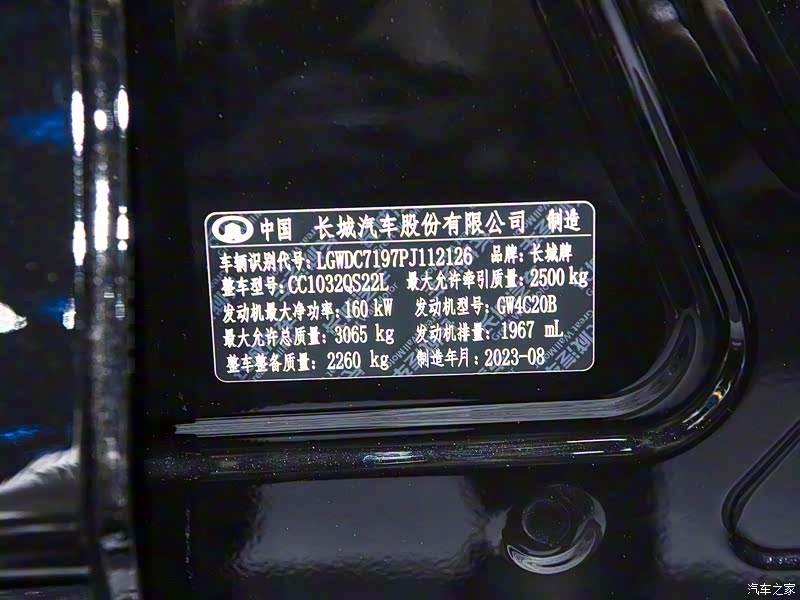 中国 长城汽车股份有限公司 制造
车辆识别代号: LGWDC7197PJ112126 品牌: 长城牌
整车型号: CC1032QS22L 最大允许牵引质量: 2500 kg
发动机最大净功率: 160 kW 发动机型号: GW4C20B
最大允许总质量: 3065 kg 发动机排量: 1967 mL
整车整备质量: 2260 kg 制造年月: 2023-08
汽车之家